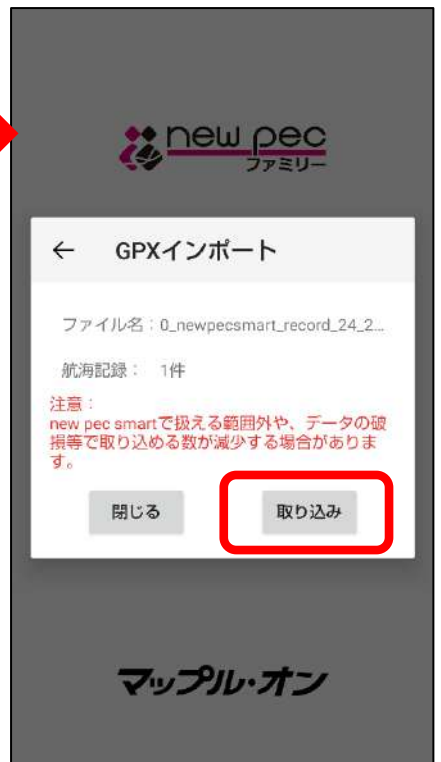 new pec
ファミリー
← GPXインポート
ファイル名：0_newpecsmart_record_24_2...
航海記録： 1件
注意：
new pec smartで扱える範囲外や、データの破
損等で取り込める数が減少する場合がありま
す。
閉じる 取り込み
マップル・オン